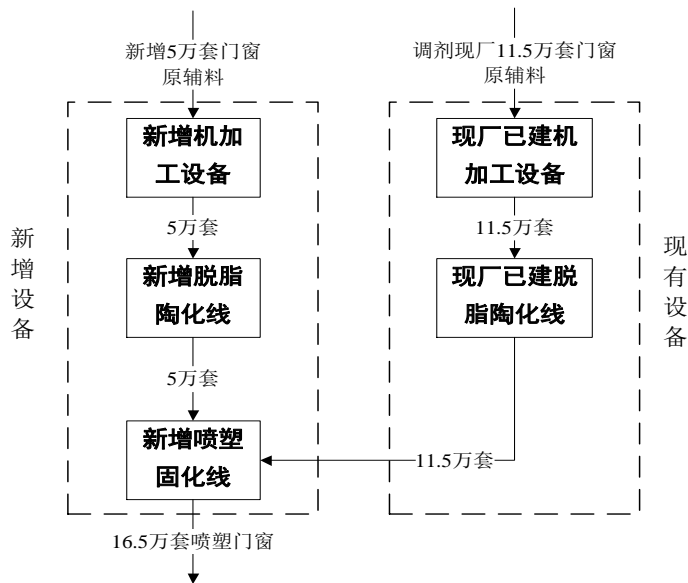 新增5万套门窗
原辅料
调剂现厂11.5万套门窗
原辅料
新增机加
工设备
现厂已建机
加工设备
5万套
11.5万套
新增设备
新增脱脂
陶化线
现厂已建脱
脂陶化线
现有设备
5万套
新增喷塑
固化线
11.5万套
16.5万套喷塑门窗